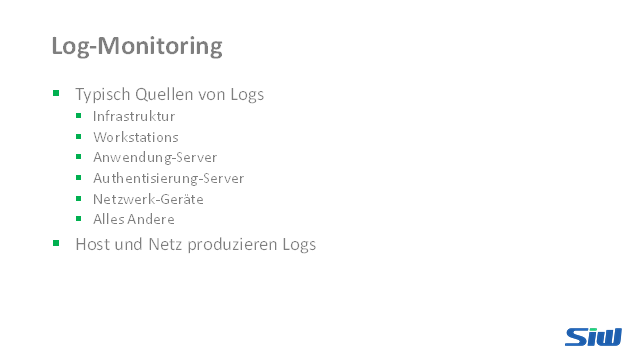 Log-Monitoring
Typisch Quellen von Logs
Infrastruktur
Workstations
Anwendung-Server
Authentisierung-Server
Netzwerk-Geräte
Alles Andere
Host und Netz produzieren Logs
SiW